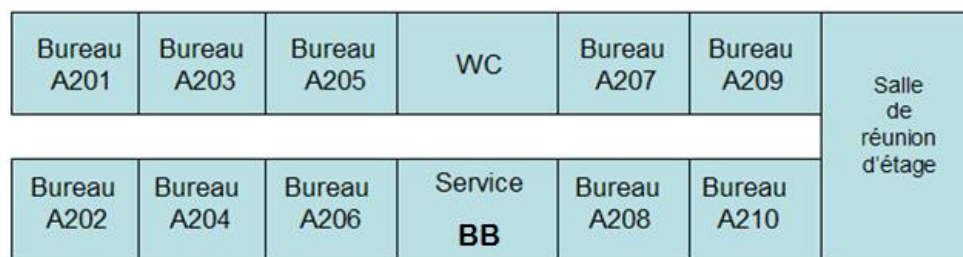 Bureau
A201
Bureau
A203
Bureau
A205
WC
Bureau
A207
Bureau
A209
Salle
de
réunion
d'étage
Bureau
A202
Bureau
A204
Bureau
A206
Service
BB
Bureau
A208
Bureau
A210